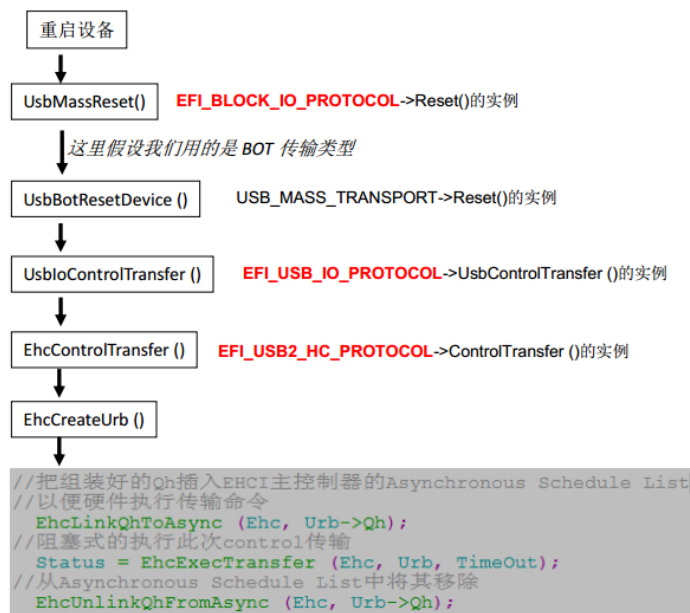 重启设备
UsbMassReset() EFI_BLOCK_IO_PROTOCOL->Reset()的实例
这里假设我们用的是 BOT 传输类型
UsbBotResetDevice () USB_MASS_TRANSPORT->Reset()的实例
UsbIoControlTransfer () EFI_USB_IO_PROTOCOL->UsbControlTransfer ()的实例
EhcControlTransfer () EFI_USB2_HC_PROTOCOL->ControlTransfer ()的实例
EhcCreateUrb ()
//把组装好的Qh插入EHCI主控制器的Asynchronous Schedule List
//以便硬件执行传输命令
EhcLinkQhToAsync (Ehc, Urb->Qh);
//阻塞式的执行此次control传输
Status = EhcExecTransfer (Ehc, Urb, TimeOut);
//从Asynchronous Schedule List中将其移除
EhcUnlinkQhFromAsync (Ehc, Urb->Qh);